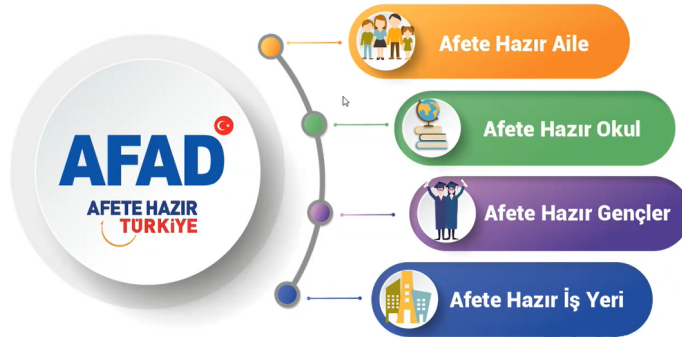 AFAD
AFETE HAZIR
TÜRKİYE
Afete Hazır Aile
Afete Hazır Okul
Afete Hazır Gençler
Afete Hazır İş Yeri